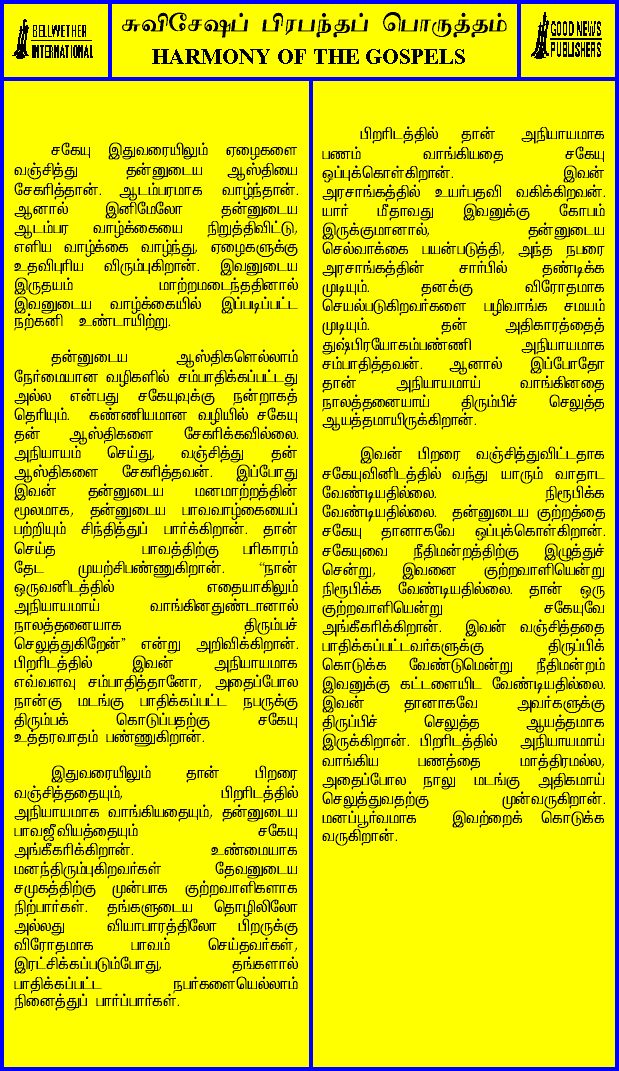 BELLWETHER
INTERNATIONAL
சுவிசேஷப் பிரபந்தப் பொருத்தம்
HARMONY OF THE GOSPELS
GOOD NEWS
PUBLISHERS
சகேயு இதுவரையிலும் ஏழைகளை
வஞ்சித்து தன்னுடைய ஆஸ்தியை
சேகரித்தான். ஆடம்பரமாக வாழ்ந்தான்.
ஆனால் இனிமேலோ தன்னுடைய
ஆடம்பர வாழ்க்கையை நிறுத்திவிட்டு,
எளிய வாழ்க்கை வாழ்ந்து, ஏழைகளுக்கு
உதவிபுரிய விரும்புகிறான். இவனுடைய
இருதயம் மாற்றமடைந்ததினால்
இவனுடைய வாழ்க்கையில் இப்படிப்பட்ட
நற்கனி உண்டாயிற்று.
தன்னுடைய ஆஸ்திகளெல்லாம்
நேர்மையான வழிகளில் சம்பாதிக்கப்பட்டது
அல்ல என்பது சகேயுவுக்கு நன்றாகத்
தெரியும். கண்ணியமான வழியில் சகேயு
தன் ஆஸ்திகளை சேகரிக்கவில்லை.
அநியாயம் செய்து, வஞ்சித்து தன்
ஆஸ்திகளை சேகரித்தவன். இப்போது
இவன் தன்னுடைய மனமாற்றத்தின்
மூலமாக, தன்னுடைய பாவவாழ்கையைப்
பற்றியும் சிந்தித்துப் பார்க்கிறான். தான்
செய்த பாவத்திற்கு பரிகாரம்
தேட முயற்சிபண்ணுகிறான். “நான்
ஒருவனிடத்தில் எதையாகிலும்
அநியாயமாய் வாங்கினதுண்டானால்
நாலத்தனையாக திரும்பச்
செலுத்துகிறேன்” என்று அறிவிக்கிறான்.
பிறரிடத்தில் இவன் அநியாயமாக
எவ்வளவு சம்பாதித்தானோ, அதைப்போல
நான்கு மடங்கு பாதிக்கப்பட்ட நபருக்கு
திரும்பக் கொடுப்பதற்கு சகேயு
உத்தரவாதம் பண்ணுகிறான்.
இதுவரையிலும் தான் பிறரை
வஞ்சித்ததையும், பிறரிடத்தில்
அநியாயமாக வாங்கியதையும், தன்னுடைய
பாவஜீவியத்தையும் சகேயு
அங்கீகரிக்கிறான். உண்மையாக
மனந்திரும்புகிறவர்கள் தேவனுடைய
சமுகத்திற்கு முன்பாக குற்றவாளிகளாக
நிற்பார்கள். தங்களுடைய தொழிலிலோ
அல்லது வியாபாரத்திலோ பிறருக்கு
விரோதமாக பாவம் செய்தவர்கள்,
இரட்சிக்கப்படும்போது, தங்களால்
பாதிக்கப்பட்ட நபர்களையெல்லாம்
நினைத்துப் பார்ப்பார்கள்.
பிறரிடத்தில் தான் அநியாயமாக
பணம் வாங்கியதை சகேயு
ஒப்புக்கொள்கிறான். இவன்
அரசாங்கத்தில் உயர்பதவி வகிக்கிறவன்.
யார் மீதாவது இவனுக்கு கோபம்
இருக்குமானால், தன்னுடைய
செல்வாக்கை பயன்படுத்தி, அந்த நபரை
அரசாங்கத்தின் சார்பில் தண்டிக்க
முடியும். தனக்கு விரோதமாக
செயல்படுகிறவர்களை பழிவாங்க சமயம்
முடியும். தன் அதிகாரத்தைத்
துஷ்பிரயோகம்பண்ணி அநியாயமாக
சம்பாதித்தவன். ஆனால் இப்போதோ
தான் அநியாயமாய் வாங்கினதை
நாலத்தனையாய் திரும்பிச் செலுத்த
ஆயத்தமாயிருக்கிறான்.
இவன் பிறரை வஞ்சித்துவிட்டதாக
சகேயுவினிடத்தில் வந்து யாரும் வாதாட
வேண்டியதில்லை. நிரூபிக்க
வேண்டியதில்லை. தன்னுடைய குற்றத்தை
சகேயு தானாகவே ஒப்புக்கொள்கிறான்.
சகேயுவை நீதிமன்றத்திற்கு இழுத்துச்
சென்று, இவனை குற்றவாளியென்று
நிரூபிக்க வேண்டியதில்லை. தான் ஒரு
குற்றவாளியென்று சகேயுவே
அங்கீகரிக்கிறான். இவன் வஞ்சித்ததை
பாதிக்கப்பட்டவர்களுக்கு திருப்பிக்
கொடுக்க வேண்டுமென்று நீதிமன்றம்
இவனுக்கு கட்டளையிட வேண்டியதில்லை.
இவன் தானாகவே அவர்களுக்கு
திருப்பிச் செலுத்த ஆயத்தமாக
இருக்கிறான். பிறரிடத்தில் அநியாயமாய்
வாங்கிய பணத்தை மாத்திரமல்ல,
அதைப்போல நாலு மடங்கு அதிகமாய்
செலுத்துவதற்கு முன்வருகிறான்.
மனப்பூர்வமாக இவற்றைக் கொடுக்க
வருகிறான்.